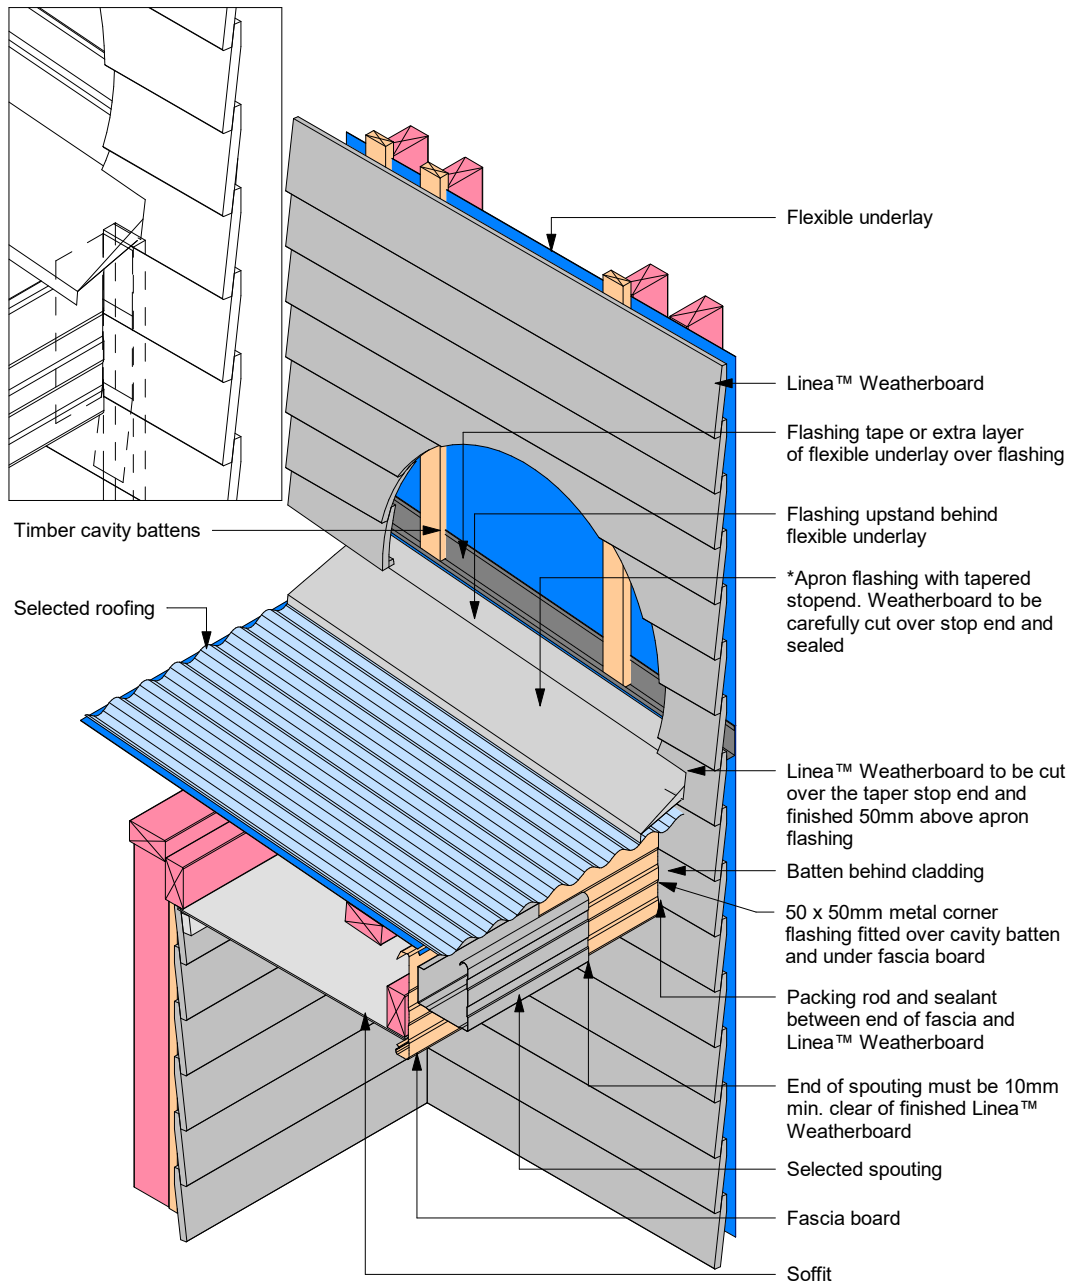 Flexible underlay
Linea™ Weatherboard
Flashing tape or extra layer
of flexible underlay over flashing
Timber cavity battens
Flashing upstand behind
flexible underlay
*Apron flashing with tapered
stopend. Weatherboard to be
carefully cut over stop end and
sealed
Selected roofing
Linea™ Weatherboard to be cut
over the taper stop end and
finished 50mm above apron
flashing
Batten behind cladding
50 x 50mm metal corner
flashing fitted over cavity batten
and under fascia board
Packing rod and sealant
between end of fascia and
Linea™ Weatherboard
End of spouting must be 10mm
min. clear of finished Linea™
Weatherboard
Selected spouting
Fascia board
Soffit